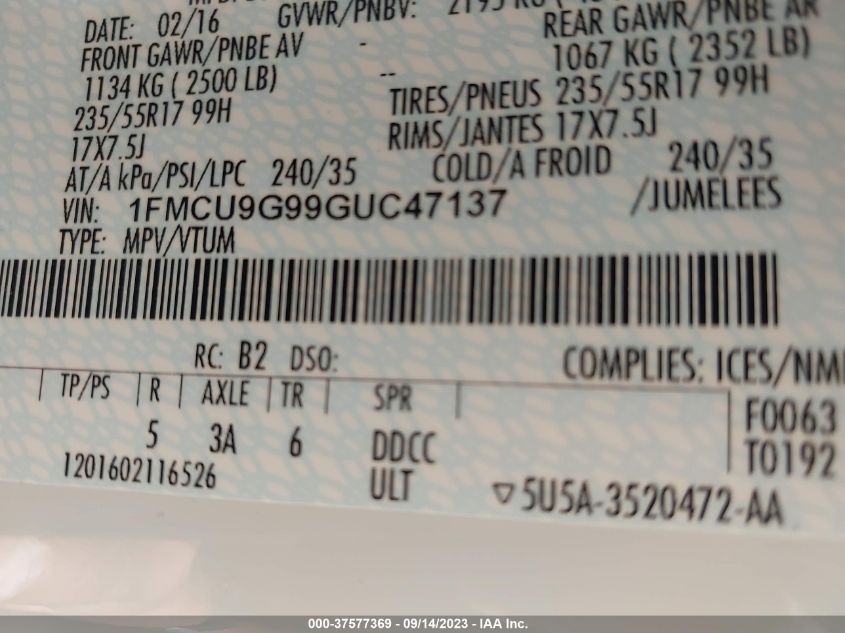 DATE: 02/16 GVWR/PNBV:
FRONT GAWR/PNBE AV - REAR GAWR/PNBE AR
1134 KG ( 2500 LB) -- 1067 KG ( 2352 LB)
235/55R17 99H TIRES/PNEUS 235/55R17 99H
17X7.5J RIMS/JANTES 17X7.5J
AT/A kPa/PSI/LPC 240/35 COLD/A FROID 240/35
VIN: 1FMCU9G99GUC47137 /JUMELEES
TYPE: MPV/VTUM
RC: B2 DSO: COMPLIES: ICES/NM
TP/PS R AXLE TR SPR F0063
5 3A 6 DDCC T0192
1201602116526 ULT ▽5U5A-3520472-AA
000-37577369 - 09/14/2023 - IAA Inc.